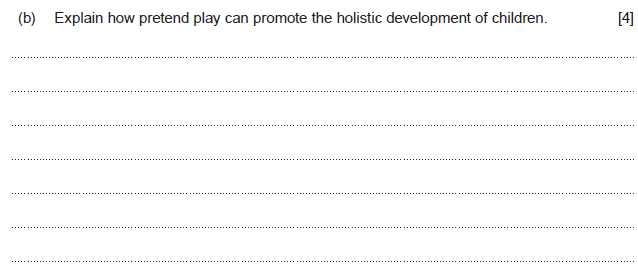 (b) Explain how pretend play can promote the holistic development of children. [4]